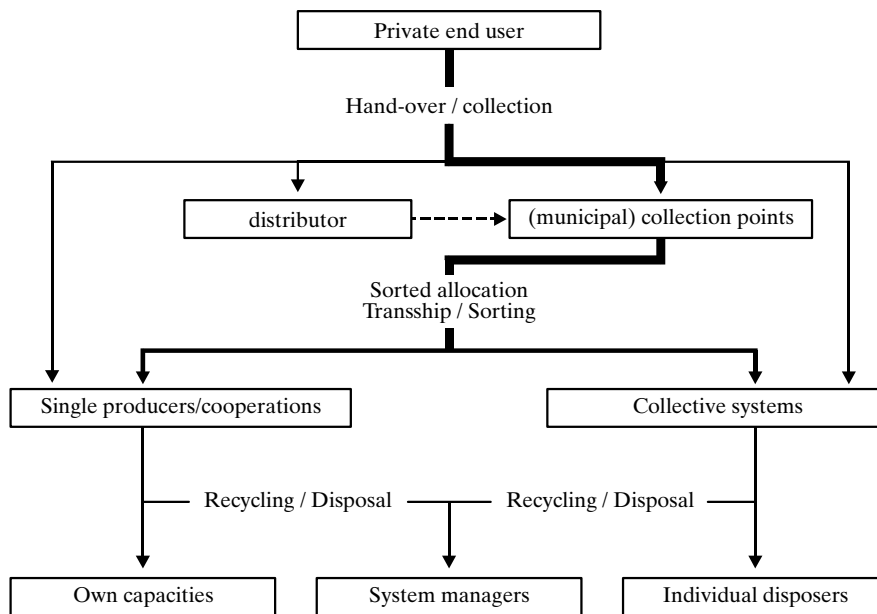 Private end user
Hand-over / collection
distributor
(municipal) collection points
Sorted allocation
Transship / Sorting
Single producers/cooperations
Collective systems
Recycling / Disposal
Recycling / Disposal
Own capacities
System managers
Individual disposers